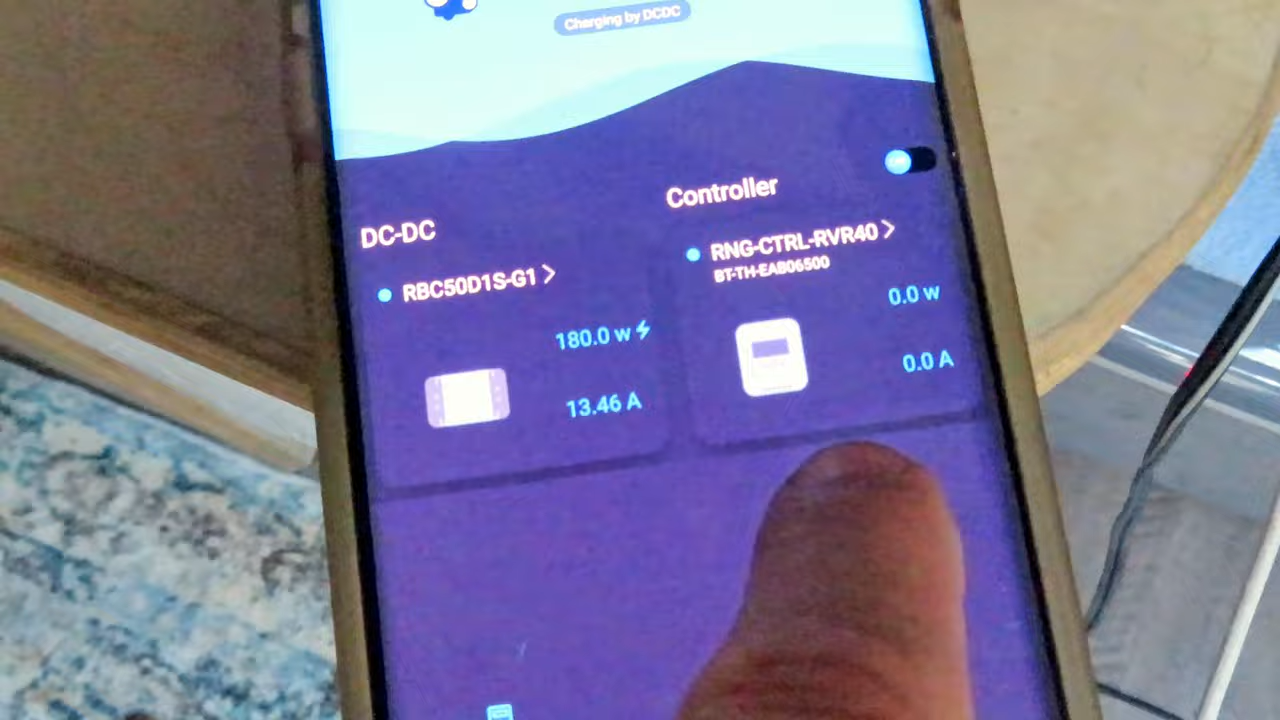 Charging by DCDC
DC-DC
RBC50D1S-G1
180.0 w
13.46 A
Controller
RNG-CTRL-RVR40
BT-TH-EAB06500
0.0 w
0.0 A